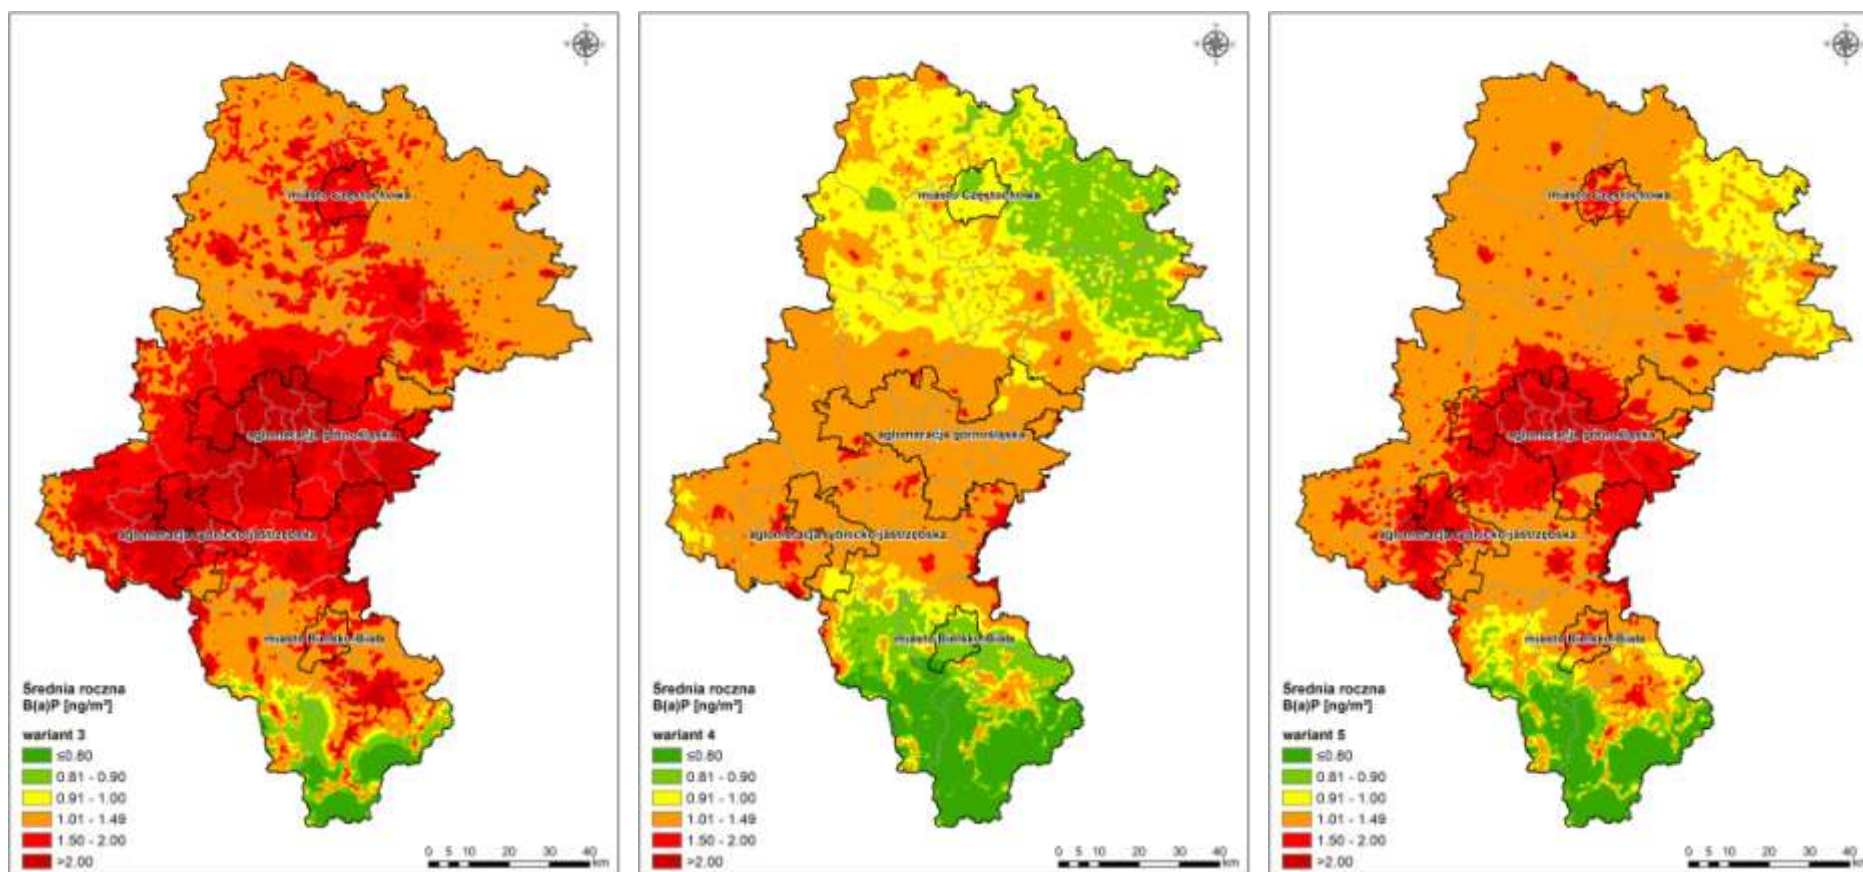 miasto Częstochowa
aglomeracja górnośląska
aglomeracja rybnicko-jastrzębska
miasto Bielsko-Biała
Średnia roczna
B(a)P [ng/m³]
wariant 3
≤0.80
0.81 - 0.90
0.91 - 1.00
1.01 - 1.49
1.50 - 2.00
>2.00
0 5 10 20 30 40
km
miasto Częstochowa
aglomeracja górnośląska
aglomeracja rybnicko-jastrzębska
miasto Bielsko-Biała
Średnia roczna
B(a)P [ng/m³]
wariant 4
≤0.80
0.81 - 0.90
0.91 - 1.00
1.01 - 1.49
1.50 - 2.00
>2.00
0 5 10 20 30 40
km
miasto Częstochowa
aglomeracja górnośląska
aglomeracja rybnicko-jastrzębska
miasto Bielsko-Biała
Średnia roczna
B(a)P [ng/m³]
wariant 5
≤0.80
0.81 - 0.90
0.91 - 1.00
1.01 - 1.49
1.50 - 2.00
>2.00
0 5 10 20 30 40
km